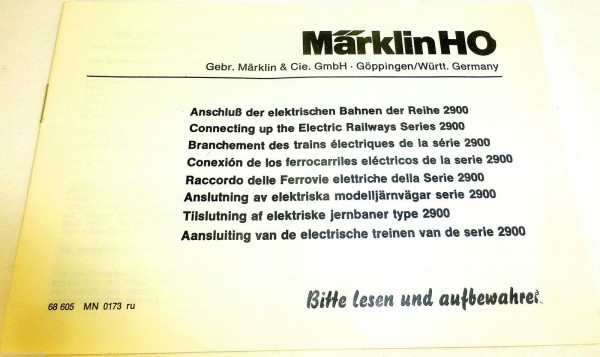 Märklin HO
Gebr. Märklin & Cie. GmbH · Göppingen/Württ. Germany
Anschluß der elektrischen Bahnen der Reihe 2900
Connecting up the Electric Railways Series 2900
Branchement des trains électriques de la série 2900
Conexión de los ferrocarriles eléctricos de la serie 2900
Raccordo delle Ferrovie elettriche della Serie 2900
Anslutning av elektriska modelljärnvägar serie 2900
Tilslutning af elektriske jernbaner type 2900
Aansluiting van de electrische treinen van de serie 2900
68 605 MN 0173 ru
Bitte lesen und aufbewahren